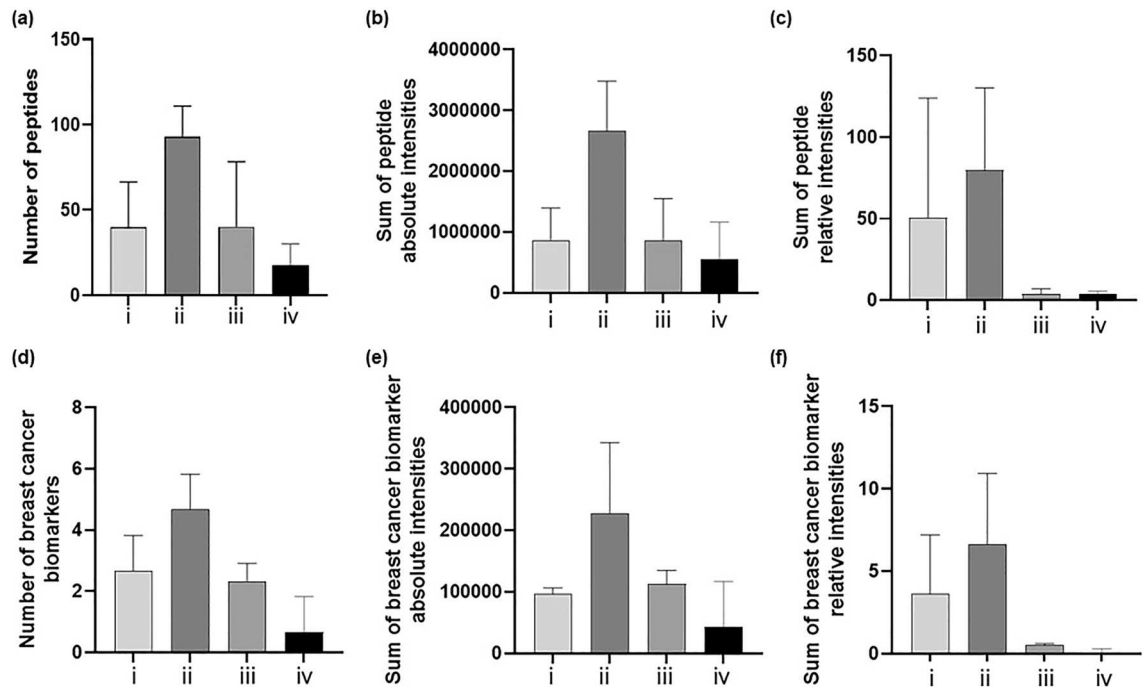 (a)
Number of peptides
150
100
50
0
i ii iii iv
(b)
Sum of peptide
absolute intensities
4000000
3000000
2000000
1000000
0
i ii iii iv
(c)
Sum of peptide
relative intensities
150
100
50
0
i ii iii iv
(d)
Number of breast cancer
biomarkers
8
6
4
2
0
i ii iii iv
(e)
Sum of breast cancer biomarker
absolute intensities
400000
300000
200000
100000
0
i ii iii iv
(f)
Sum of breast cancer biomarker
relative intensities
15
10
5
0
i ii iii iv